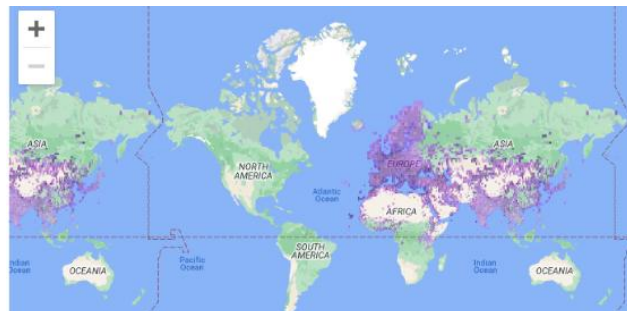 +
−
ASIA
NORTH
AMERICA
EUROPE
ASIA
Atlantic
Ocean
AFRICA
SOUTH
AMERICA
Indian
Ocean
OCEANIA
Pacific
Ocean
Indian
Ocean
OCEANIA